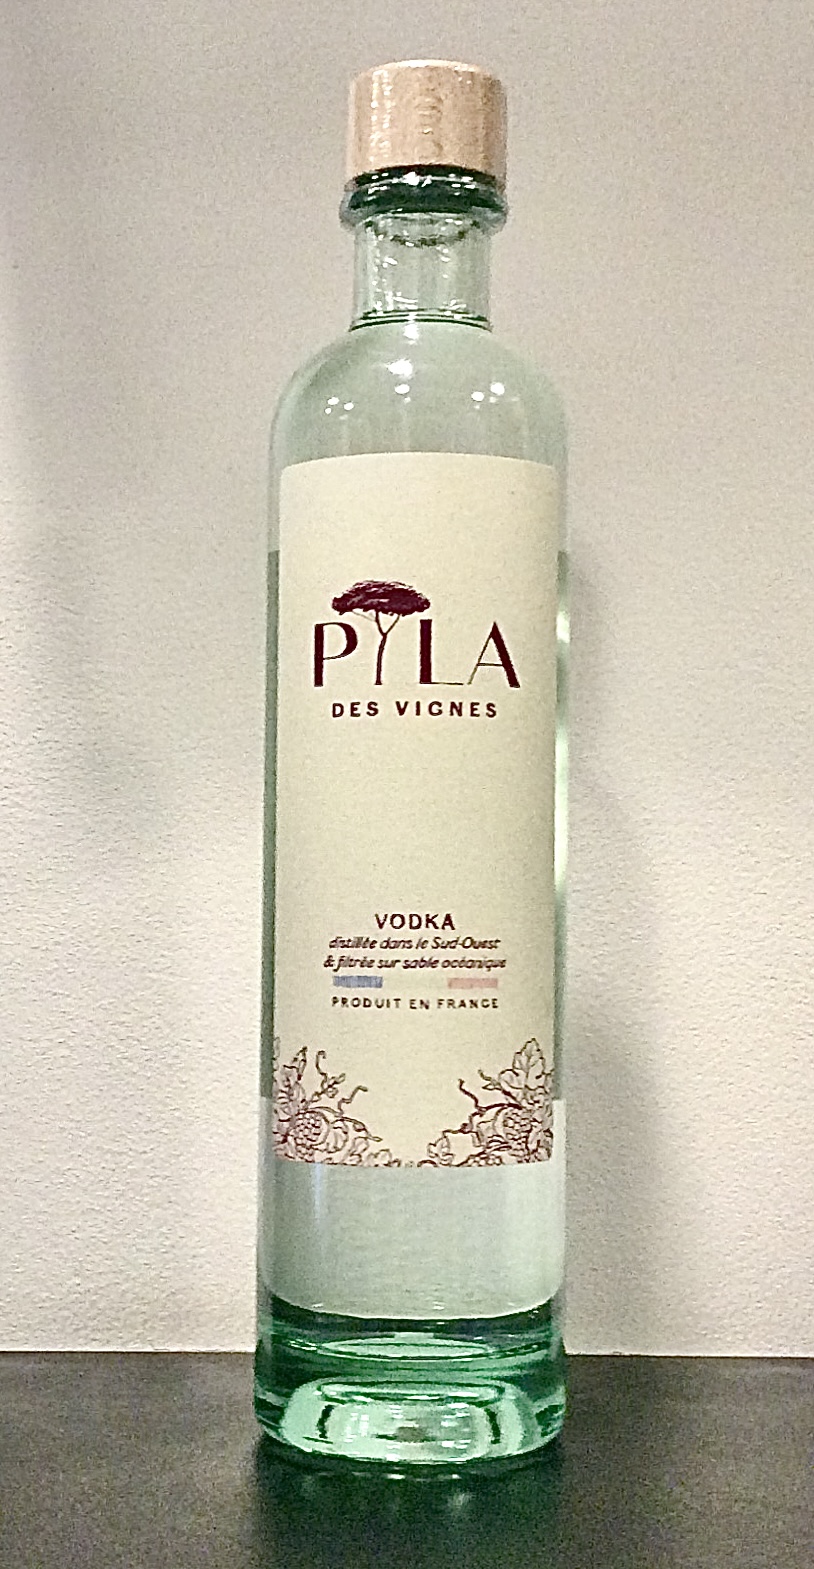 PYLA
DES VIGNES
VODKA
distillée dans le Sud-Ouest
& filtrée sur sable océanique
PRODUIT EN FRANCE